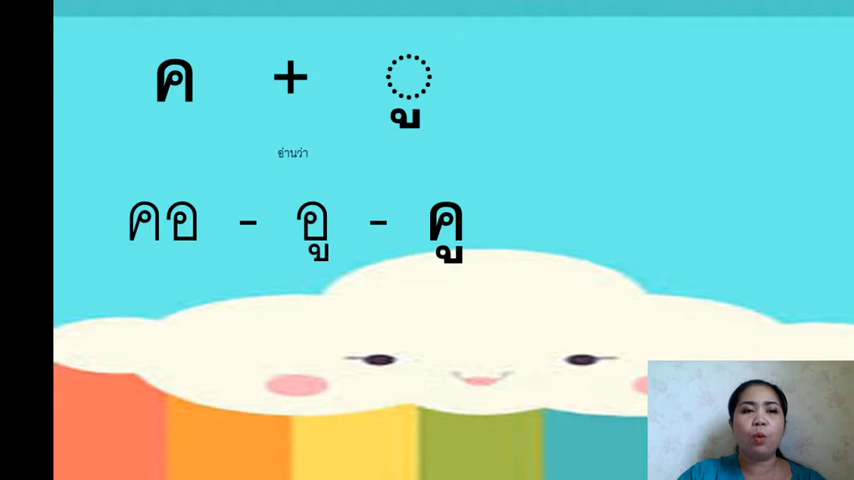 ค + ู
อ่านว่า
คอ - อู - คู